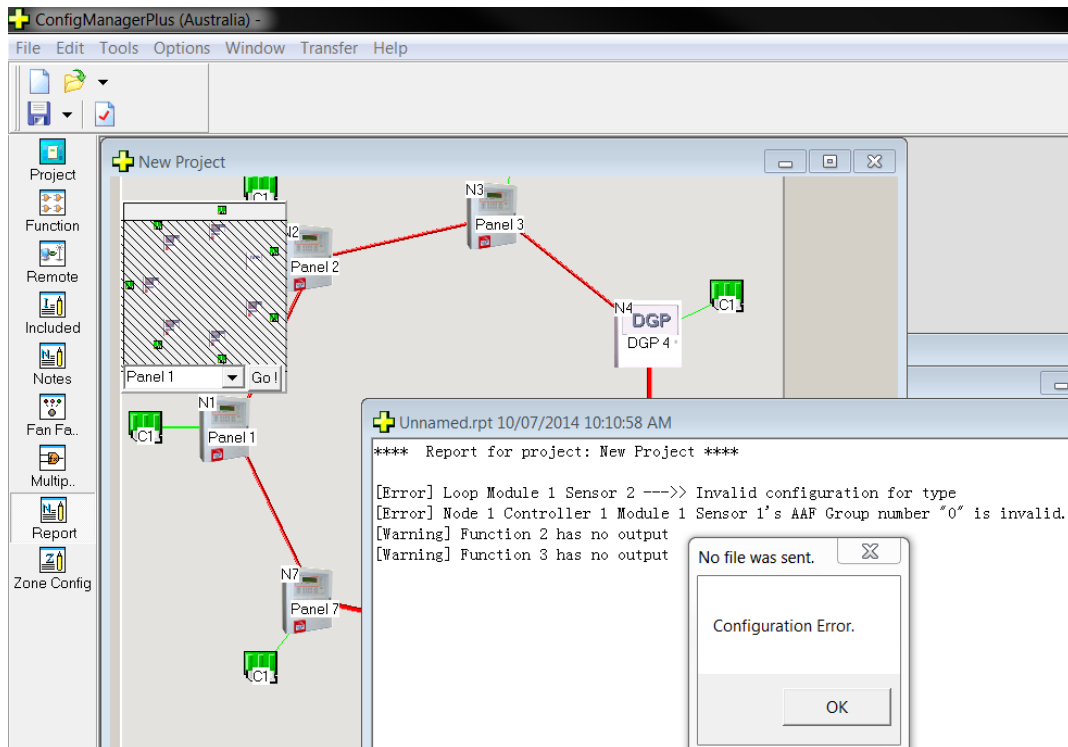 ConfigManagerPlus (Australia) -
File Edit Tools Options Window Transfer Help
Project
Function
Remote
Included
Notes
Fan Fa..
Multip..
Report
Zone Config
New Project
C1
N2
Panel 2
N3
Panel 3
N4
DGP
DGP 4
C1
Panel 1
Go !
N1
Panel 1
C1
N7
Panel 7
C1
Unnamed.rpt 10/07/2014 10:10:58 AM
**** Report for project: New Project ****
[Error] Loop Module 1 Sensor 2 --->> Invalid configuration for type
[Error] Node 1 Controller 1 Module 1 Sensor 1's AAF Group number "0" is invalid.
[Warning] Function 2 has no output
[Warning] Function 3 has no output
No file was sent.
Configuration Error.
OK